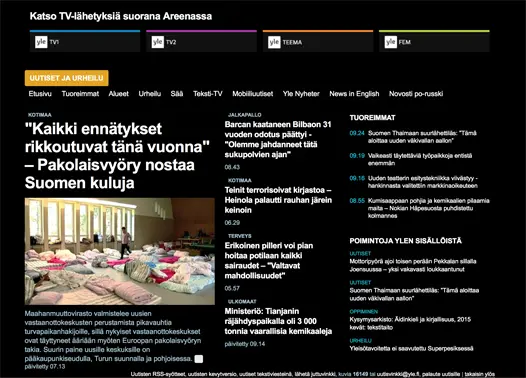 Katso TV-lähetyksiä suorana Areenassa
yle TV1
yle TV2
yle TEEMA
yle FEM
UUTISET JA URHEILU
Etusivu Tuoreimmat Alueet Urheilu Sää Teksti-TV Mobiiliuutiset Yle Nyheter News in English Novosti po-russki
KOTIMAA
"Kaikki ennätykset
rikkoutuvat tänä vuonna"
– Pakolaisvyöry nostaa
Suomen kuluja
Maahanmuuttovirasto valmistelee uusien
vastaanottokeskusten perustamista pikavauhtia
turvapaikanhakijoille, sillä nykyiset vastaanottokeskukset
ovat täyttyneet ääriään myöten Euroopan pakolaisvyöryn
takia. Suurin paine uusille keskuksille on
pääkaupunkiseudulla, Turun suunnalla ja pohjoisessa.
päivitetty 07.13
JALKAPALLO
Barcan kaataneen Bilbaon 31
vuoden odotus päättyi -
"Olemme jahdanneet tätä
sukupolvien ajan"
08.43
KOTIMAA
Teinit terrorisoivat kirjastoa –
Heinola palautti rauhan järein
keinoin
06.29
TERVEYS
Erikoinen pilleri voi pian
hoitaa potilaan kaikki
sairaudet – "Valtavat
mahdollisuudet"
05.57
ULKOMAAT
Ministeriö: Tianjanin
räjähdyspaikalla oli 3 000
tonnia vaarallisia kemikaaleja
päivitetty 09.14
TUOREIMMAT
09.24 Suomen Thaimaan suurlähettiläs: "Tämä
aloittaa uuden väkivallan aallon"
09.19 Vaikeasti täytettäviä työpaikkoja entistä
enemmän
09.16 Uuden teatterin esitystekniikka viivästyy -
hankinnasta valitettiin markkinaoikeuteen
08.55 Kumisaappaan pohjia ja kemikaalien pilaamia
maita – Nokian Häpesuota puhdistettu
kolmannes
POIMINTOJA YLEN SISÄLLÖISTÄ
UUTISET
Mottoripyörä ajoi toisen perään Pekkalan sillalla
Joensuussa – yksi vakavasti loukkaantunut
UUTISET
Suomen Thaimaan suurlähettiläs: "Tämä aloittaa
uuden väkivallan aallon"
OPPIMINEN
Kysymysarkisto: Äidinkieli ja kirjallisuus, 2015
kevät: tekstitaito
URHEILU
Yleisötavoitetta ei saavutettu Superpesiksessä
Uutisten RSS-syötteet, uutisten kevytversio, uutiset tekstiviesteinä, lähetä juttuvinkki, kuvia 16149 tai uutisvinkki@yle.fi, palaute uutisille | takaisin ylös